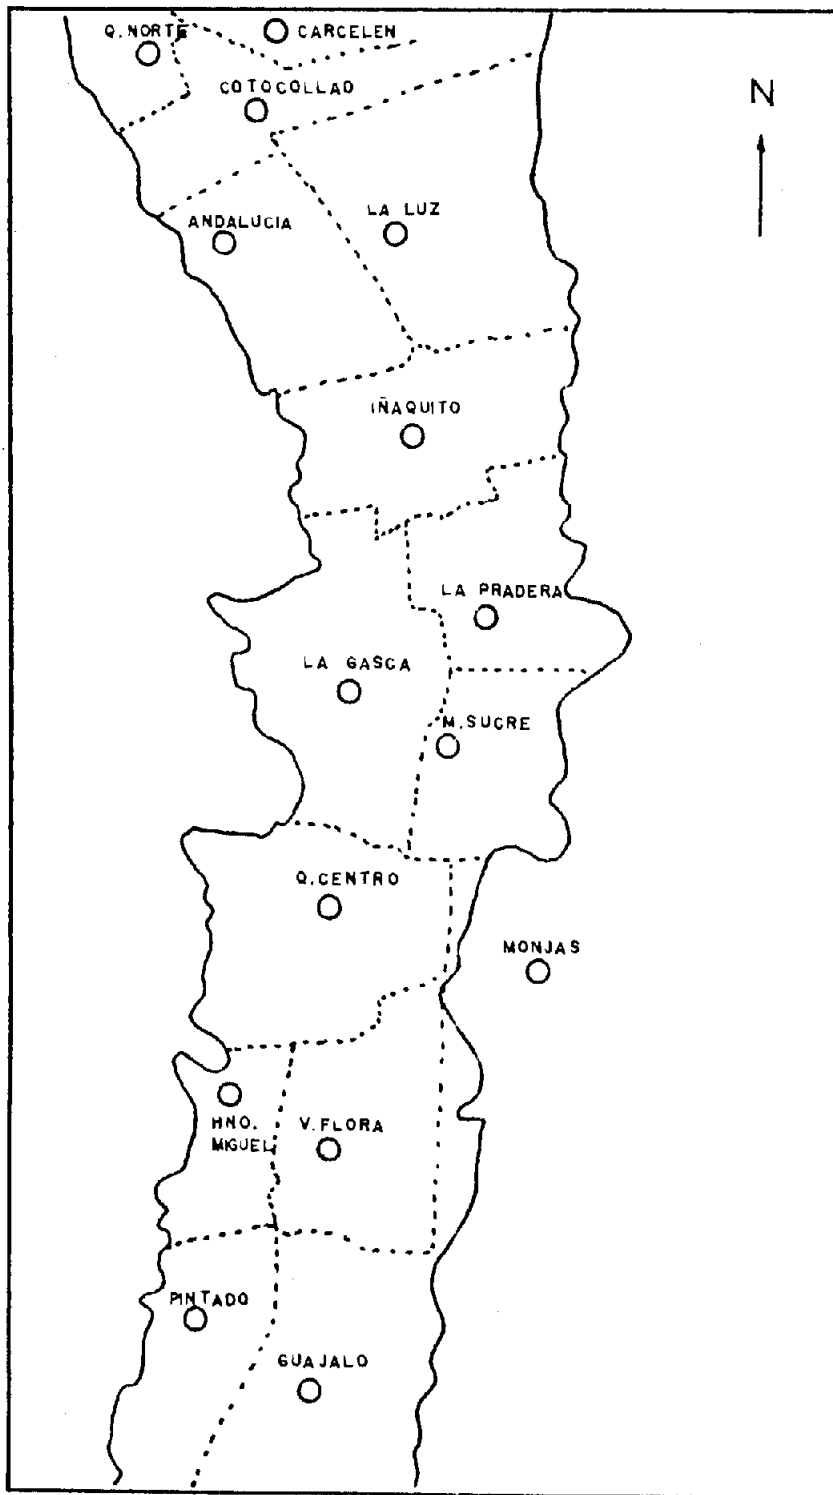 Q. NORTE
CARCELEN
COTOCOLLAO
N
ANDALUCIA
LA LUZ
IÑAQUITO
LA PRADERA
LA GASCA
M. SUCRE
Q. CENTRO
MONJAS
HNO.
MIGUEL
V. FLORA
PINTADO
GUAJALO